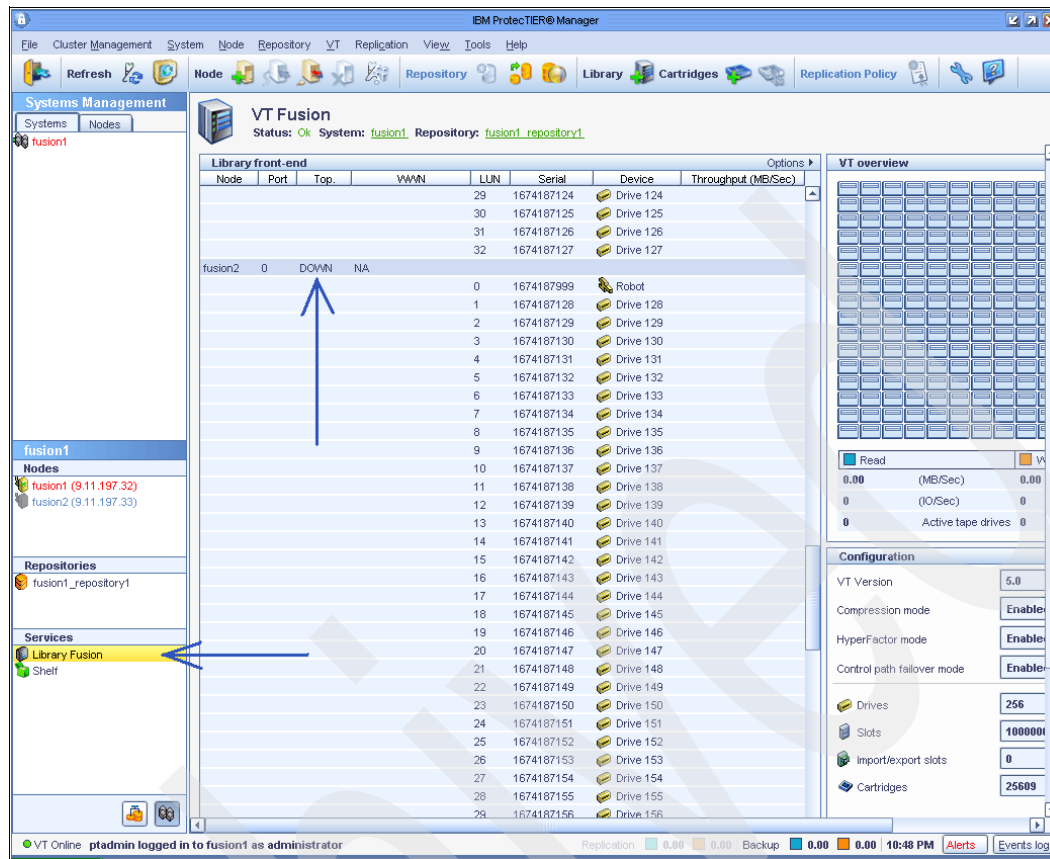 IBM ProtecTIER® Manager
File Cluster Management System Node Repository VT Replication View Tools Help
Refresh Node Repository Library Cartridges Replication Policy
Systems Management
Systems Nodes
fusion1
VT Fusion
Status: Ok System: fusion1 Repository: fusion1_repository1
Library front-end Options
Node Port Top. WWN LUN Serial Device Throughput (MB/Sec)
29 1674187124 Drive 124
30 1674187125 Drive 125
31 1674187126 Drive 126
32 1674187127 Drive 127
fusion2 0 DOWN NA
0 1674187999 Robot
1 1674187128 Drive 128
2 1674187129 Drive 129
3 1674187130 Drive 130
4 1674187131 Drive 131
5 1674187132 Drive 132
6 1674187133 Drive 133
7 1674187134 Drive 134
8 1674187135 Drive 135
9 1674187136 Drive 136
10 1674187137 Drive 137
11 1674187138 Drive 138
12 1674187139 Drive 139
13 1674187140 Drive 140
14 1674187141 Drive 141
15 1674187142 Drive 142
16 1674187143 Drive 143
17 1674187144 Drive 144
18 1674187145 Drive 145
19 1674187146 Drive 146
20 1674187147 Drive 147
21 1674187148 Drive 148
22 1674187149 Drive 149
23 1674187150 Drive 150
24 1674187151 Drive 151
25 1674187152 Drive 152
26 1674187153 Drive 153
27 1674187154 Drive 154
28 1674187155 Drive 155
29 1674187156 Drive 156
VT overview
Read
0.00 (MB/Sec) 0.00
0 (IO/Sec) 0
0 Active tape drives 0
Configuration
VT Version 5.0
Compression mode Enable
HyperFactor mode Enable
Control path failover mode Enable
Drives 256
Slots 100000
Import/export slots 0
Cartridges 25609
fusion1
Nodes
fusion1 (9.11.197.32)
fusion2 (9.11.197.33)
Repositories
fusion1_repository1
Services
Library Fusion
Shelf
VT Online ptadmin logged in to fusion1 as administrator Replication 0.00 0.00 Backup 0.00 0.00 10:48 PM Alerts Events log